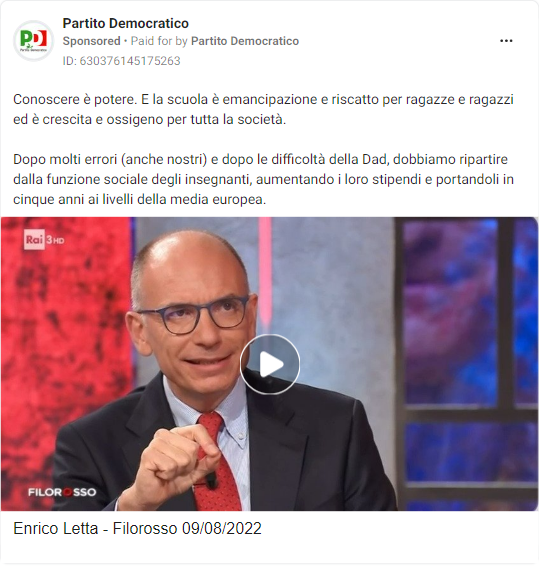 Partito Democratico
Sponsored • Paid for by Partito Democratico
ID: 630376145175263
PD
Partito Democratico
Conoscere è potere. E la scuola è emancipazione e riscatto per ragazze e ragazzi
ed è crescita e ossigeno per tutta la società.
Dopo molti errori (anche nostri) e dopo le difficoltà della Dad, dobbiamo ripartire
dalla funzione sociale degli insegnanti, aumentando i loro stipendi e portandoli in
cinque anni ai livelli della media europea.
Rai 3HD
FILOROSSO
Enrico Letta - Filorosso 09/08/2022